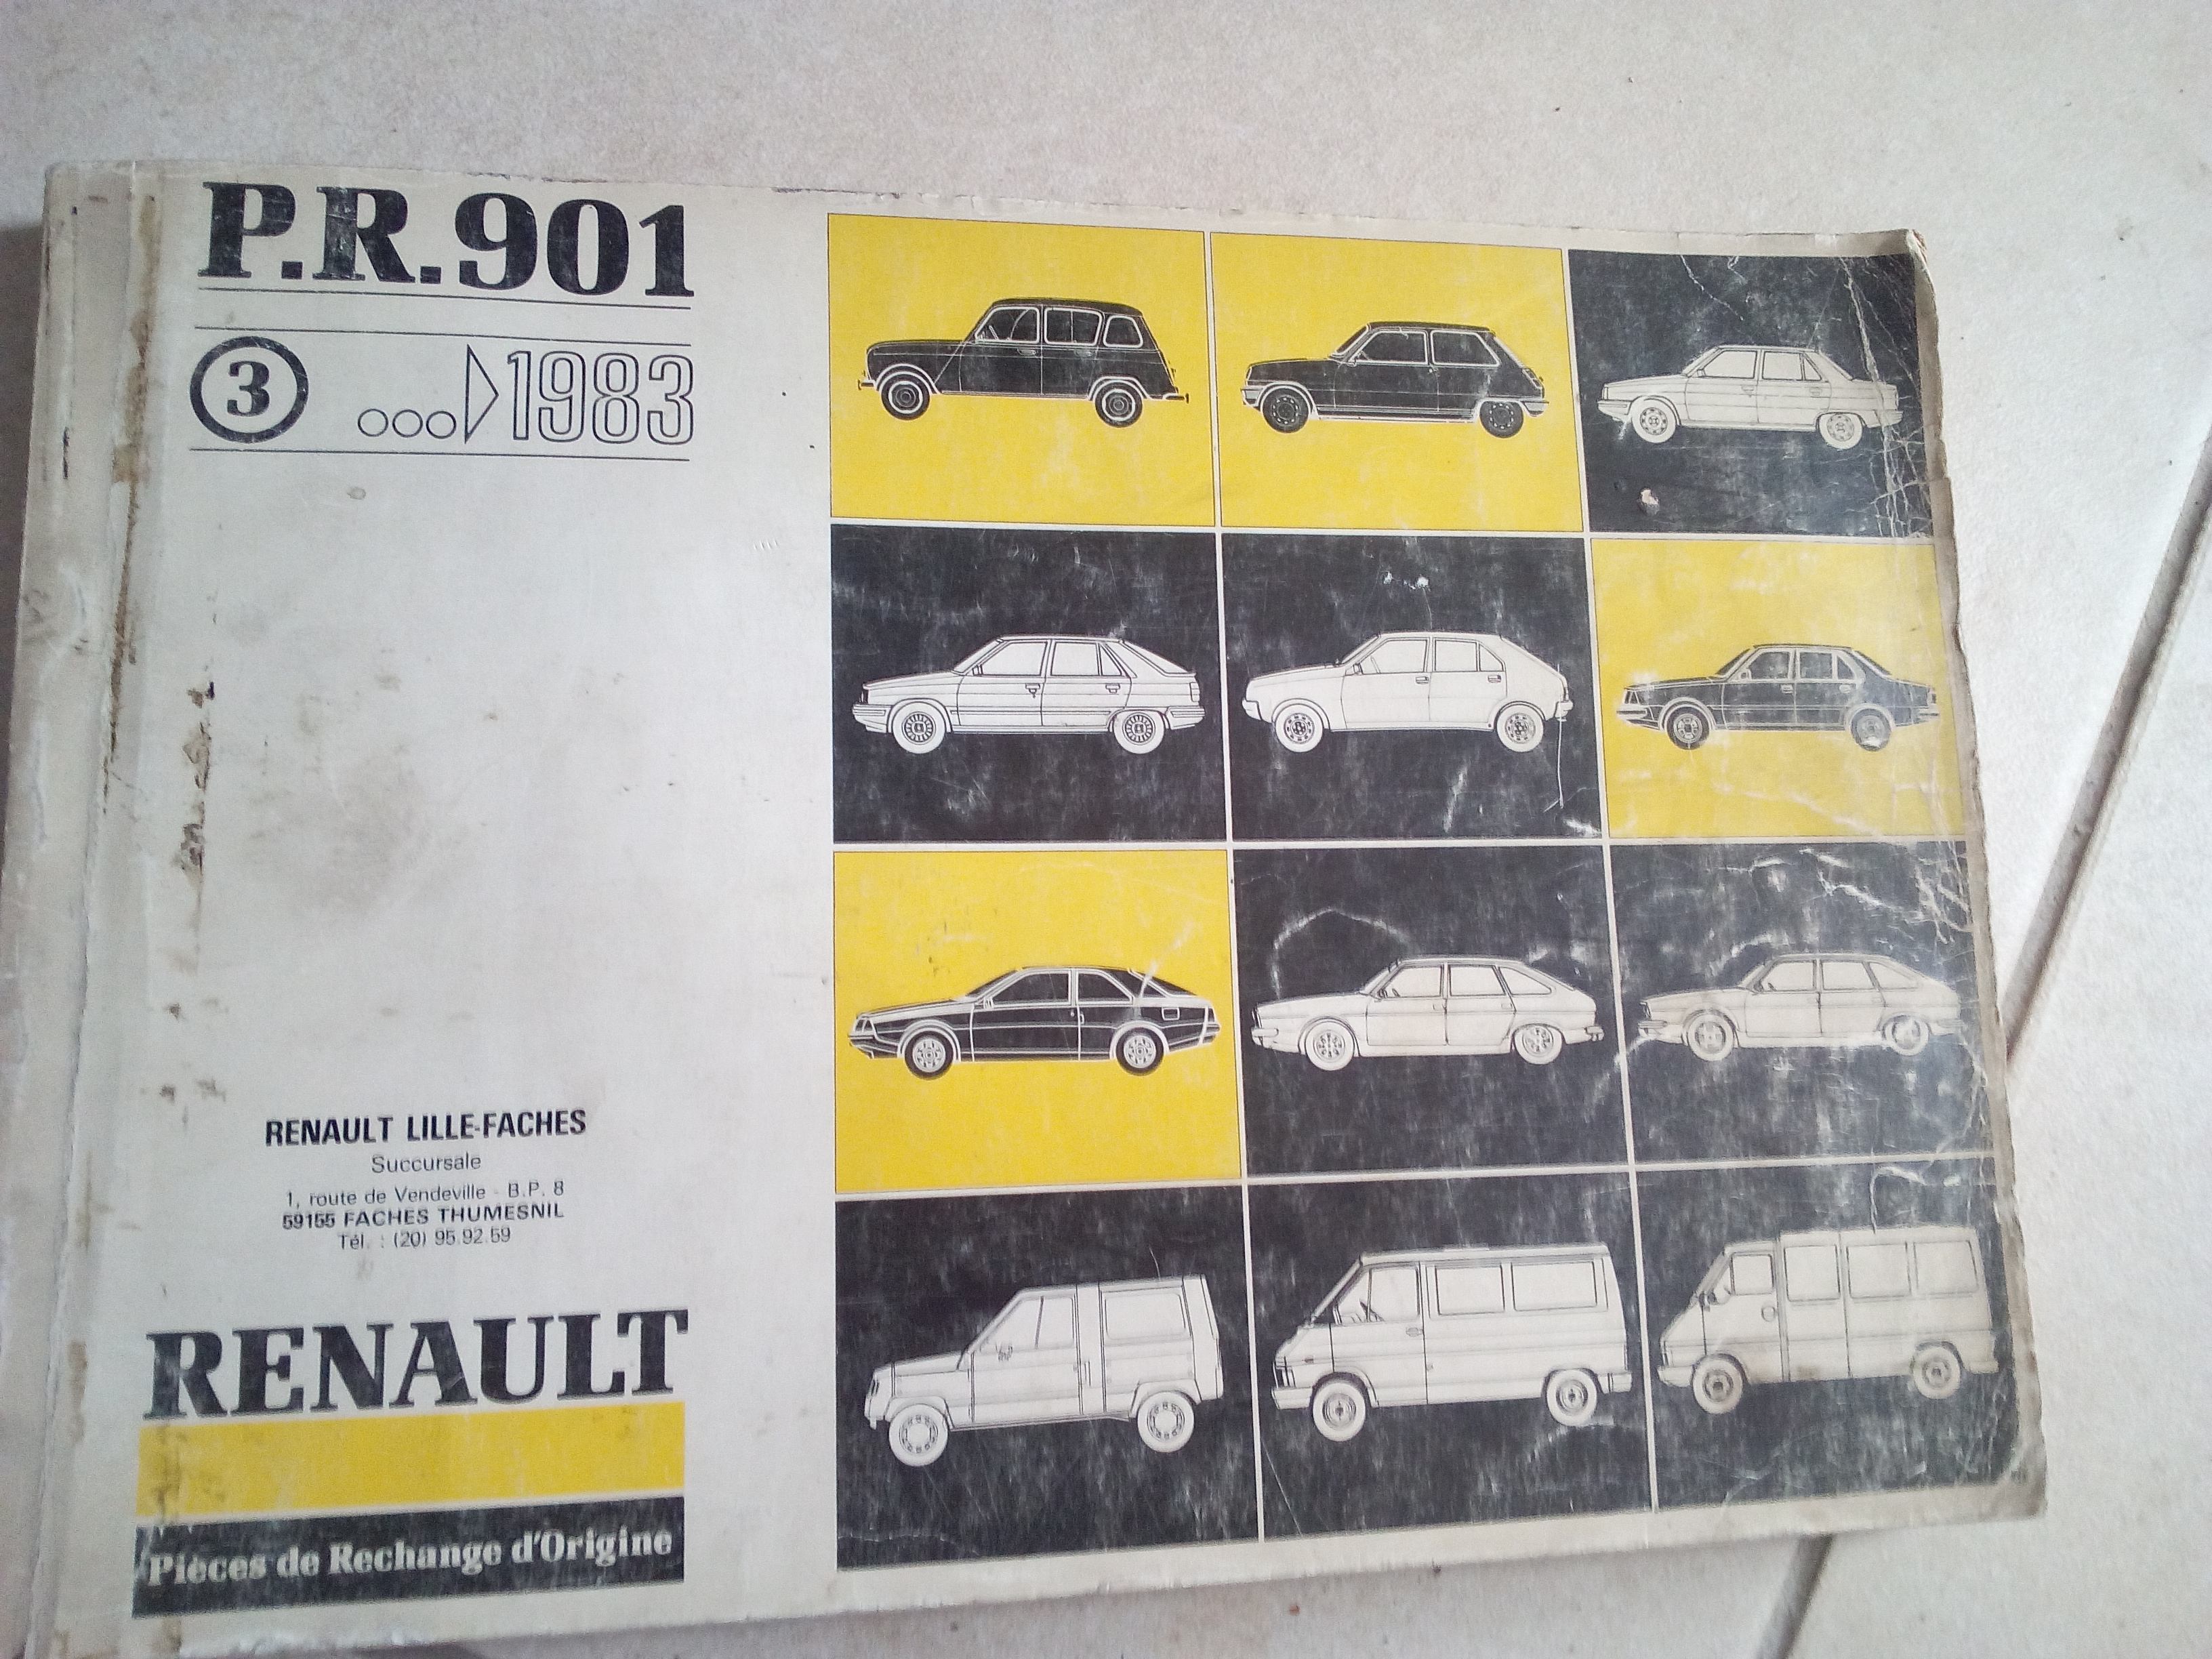 P.R.901
3 ...▷1983
RENAULT LILLE-FACHES
Succursale
1, route de Vendeville - B.P. 8
59155 FACHES THUMESNIL
Tél. : (20) 95.92.59
RENAULT
Pièces de Rechange d'Origine